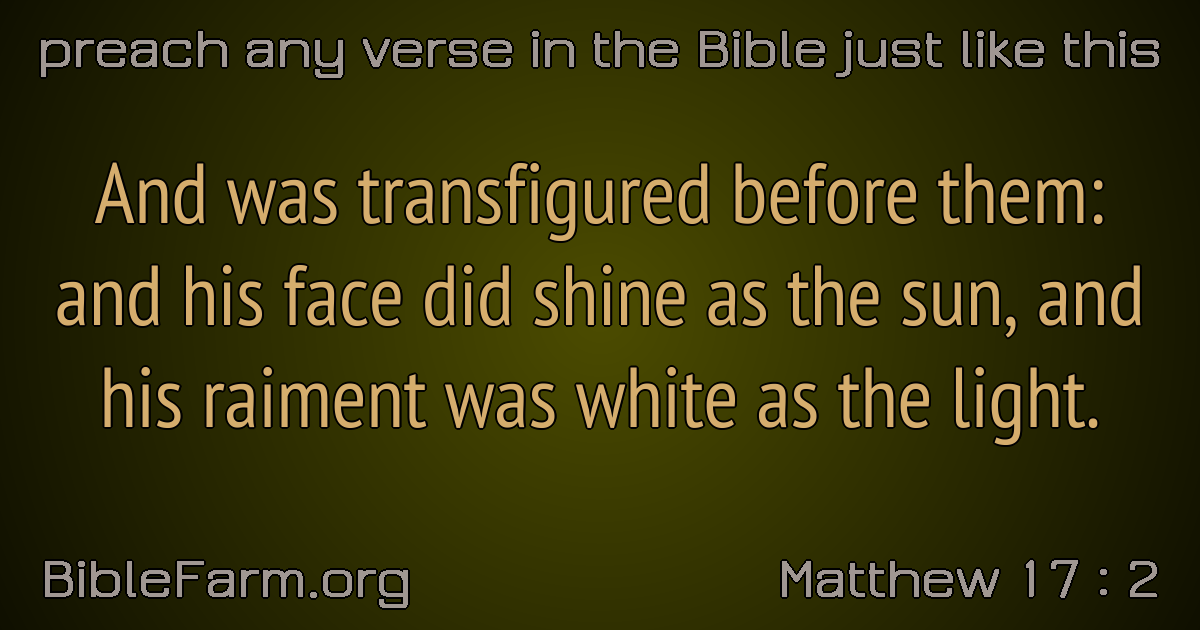 preach any verse in the Bible just like this
And was transfigured before them:
and his face did shine as the sun, and
his raiment was white as the light.
BibleFarm.org
Matthew 17 : 2